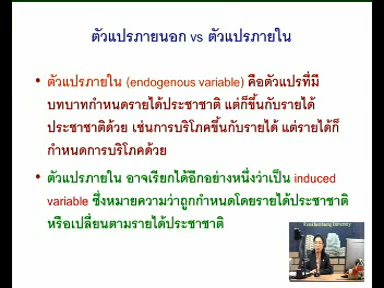 ตัวแปรภายนอก vs ตัวแปรภายใน
• ตัวแปรภายใน (endogenous variable) คือตัวแปรที่มี
บทบาทกำหนดรายได้ประชาชาติ แต่ก็ขึ้นกับรายได้
ประชาชาติด้วย เช่นการบริโภคขึ้นกับรายได้ แต่รายได้ก็
กำหนดการบริโภคด้วย
• ตัวแปรภายใน อาจเรียกได้อีกอย่างหนึ่งว่าเป็น induced
variable ซึ่งหมายความว่าถูกกำหนดโดยรายได้ประชาชาติ
หรือเปลี่ยนตามรายได้ประชาชาติ